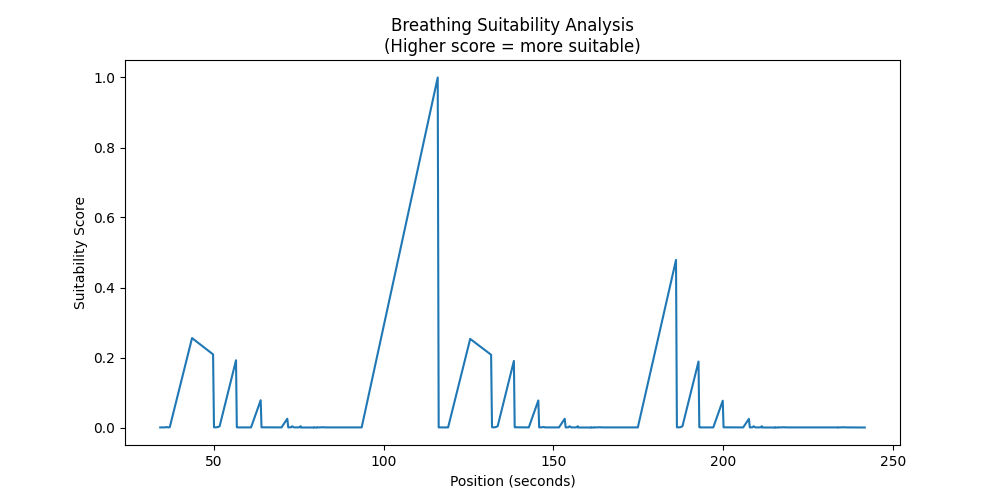 Breathing Suitability Analysis
(Higher score = more suitable)
1.0
0.8
0.6
0.4
0.2
0.0
Suitability Score
50
100
150
200
250
Position (seconds)